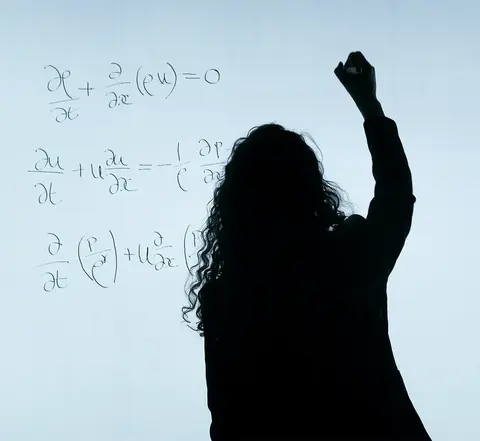 ∂ρ/∂t + ∂/∂x (ρu) = 0
∂u/∂t + u ∂u/∂x = - 1/ρ ∂P/∂x
∂/∂t (P/ρ^γ) + u ∂/∂x (P